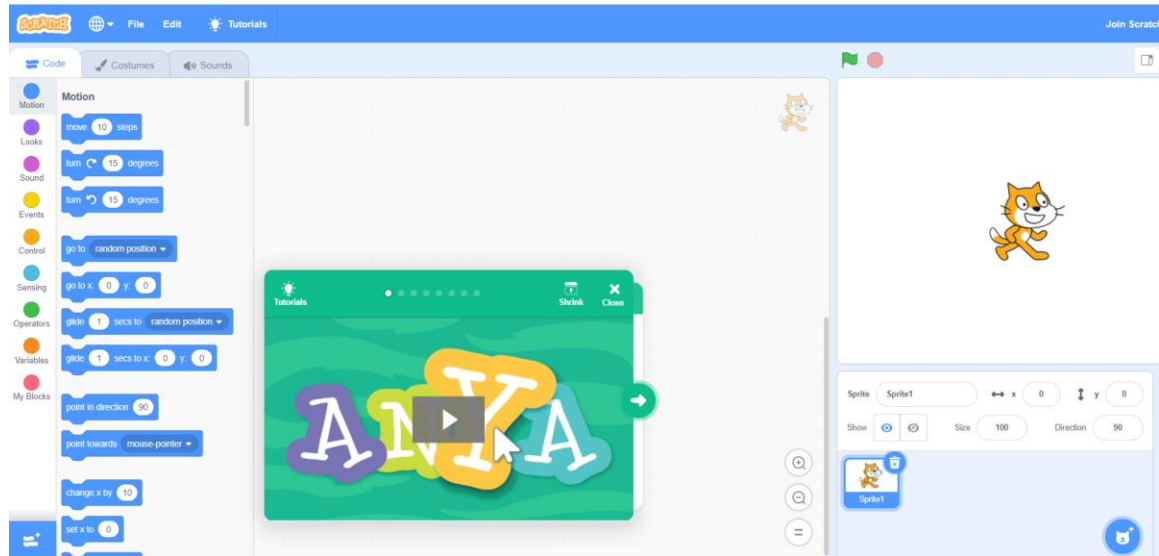 SCRATCH
File Edit Tutorials Join Scratch
Code Costumes Sounds
Motion
Looks
Sound
Events
Control
Sensing
Operators
Variables
My Blocks
Motion
move 10 steps
turn 15 degrees
turn 15 degrees
go to random position
go to x: 0 y: 0
glide 1 secs to random position
glide 1 secs to x: 0 y: 0
point in direction 90
point towards mouse-pointer
change x by 10
set x to 0
Tutorials Shrink Close
ANYA
Sprite Sprite1 x 0 y 0
Show Size 100 Direction 90
Sprite1